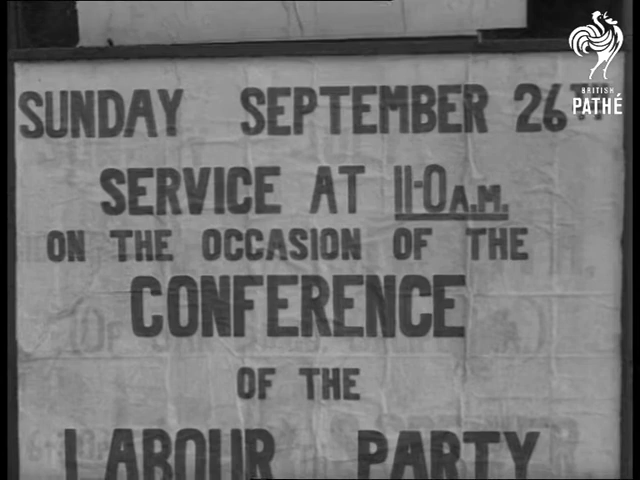 BRITISH
PATHÉ
SUNDAY SEPTEMBER 26TH
SERVICE AT 11-0 A.M.
ON THE OCCASION OF THE
CONFERENCE
OF THE
LABOUR PARTY